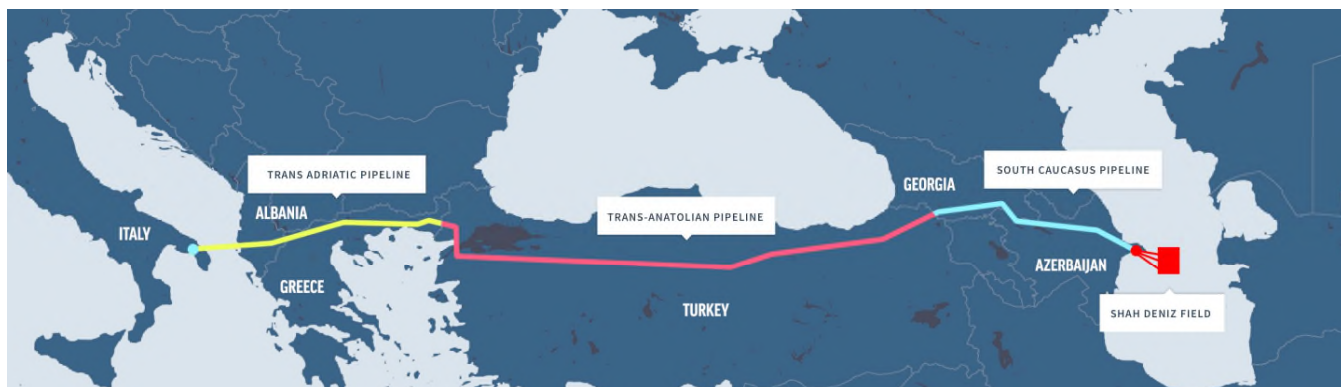 TRANS ADRIATIC PIPELINE
ALBANIA
ITALY
GREECE
TRANS-ANATOLIAN PIPELINE
TURKEY
GEORGIA
SOUTH CAUCASUS PIPELINE
AZERBAIJAN
SHAH DENIZ FIELD